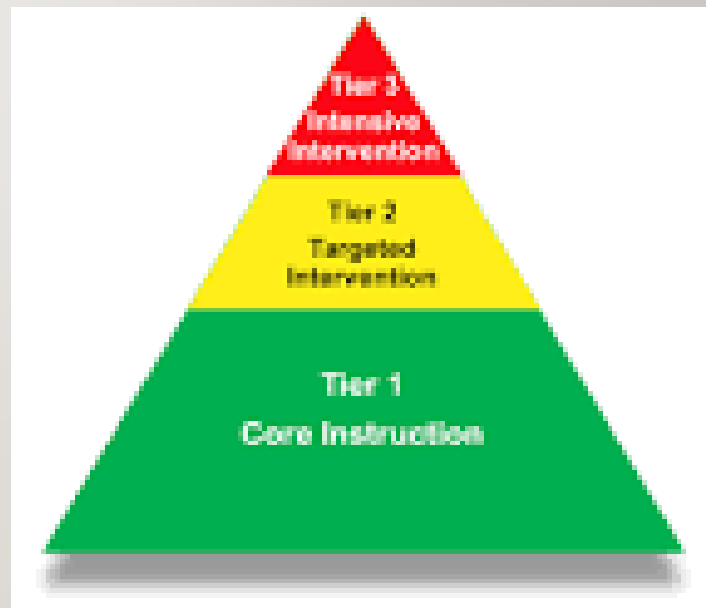 Tier 3
Intensive
Intervention
Tier 2
Targeted
Intervention
Tier 1
Core Instruction